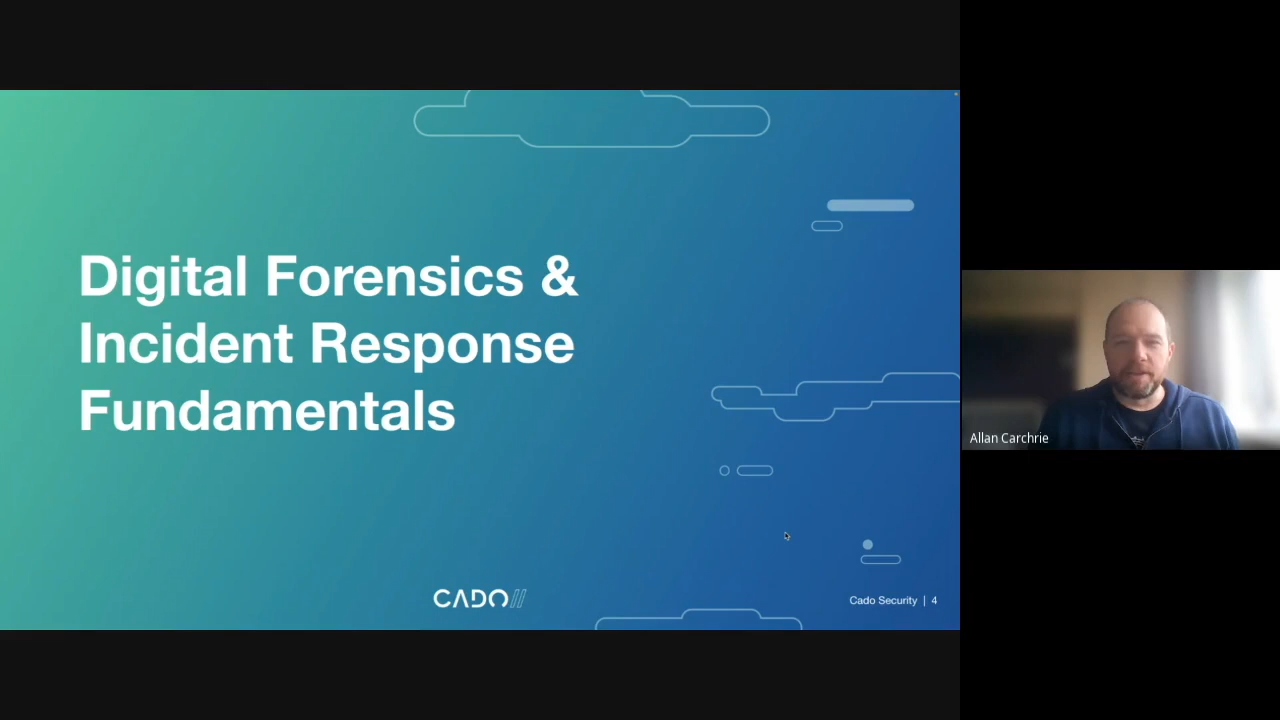 Digital Forensics &
Incident Response
Fundamentals
CADO//
Cado Security | 4
Allan Carchrie